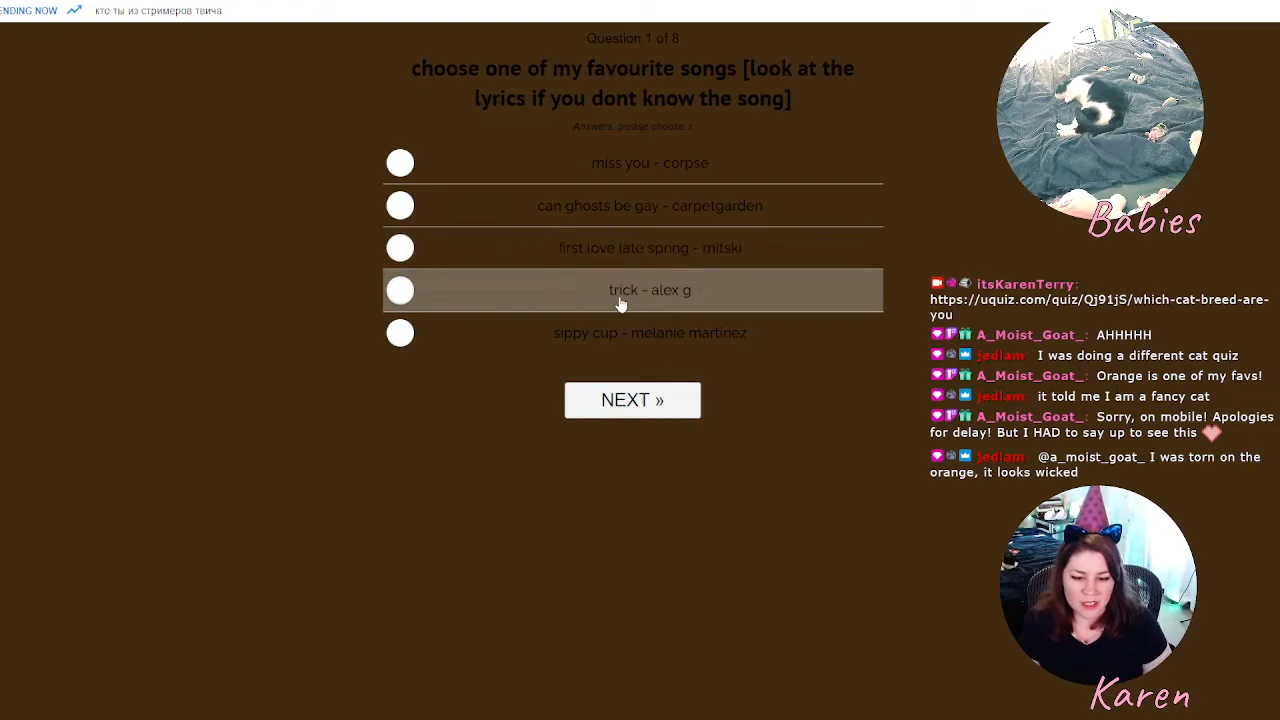 ENDING NOW
кто ты из стримеров твича
Question 1 of 8
choose one of my favourite songs [look at the
lyrics if you dont know the song]
Answers, please choose 1
miss you - corpse
can ghosts be gay - carpetgarden
first love late spring - mitski
trick - alex g
sippy cup - melanie martinez
NEXT »
Babies
itsKarenTerry:
https://uquiz.com/quiz/Qj91jS/which-cat-breed-are-
you
A_Moist_Goat_: AHHHHH
jedlam: I was doing a different cat quiz
A_Moist_Goat_: Orange is one of my favs!
jedlam: it told me I am a fancy cat
A_Moist_Goat_: Sorry, on mobile! Apologies
for delay! But I HAD to say up to see this
jedlam: @a_moist_goat_ I was torn on the
orange, it looks wicked
Karen